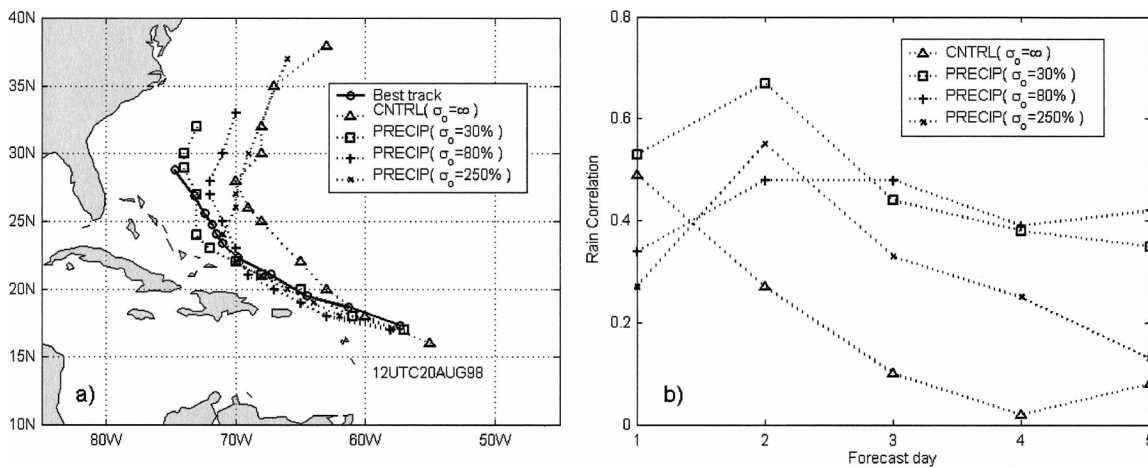 40N
35N
30N
25N
20N
15N
10N
80W
70W
60W
50W
Best track
CNTRL( σo=∞)
PRECIP( σo=30% )
PRECIP( σo=80% )
PRECIP( σo=250% )
12UTC20AUG98
a)
0.8
0.6
0.4
0.2
0
Rain Correlation
1
2
3
4
5
Forecast day
CNTRL( σo=∞)
PRECIP( σo=30% )
PRECIP( σo=80% )
PRECIP( σo=250% )
b)